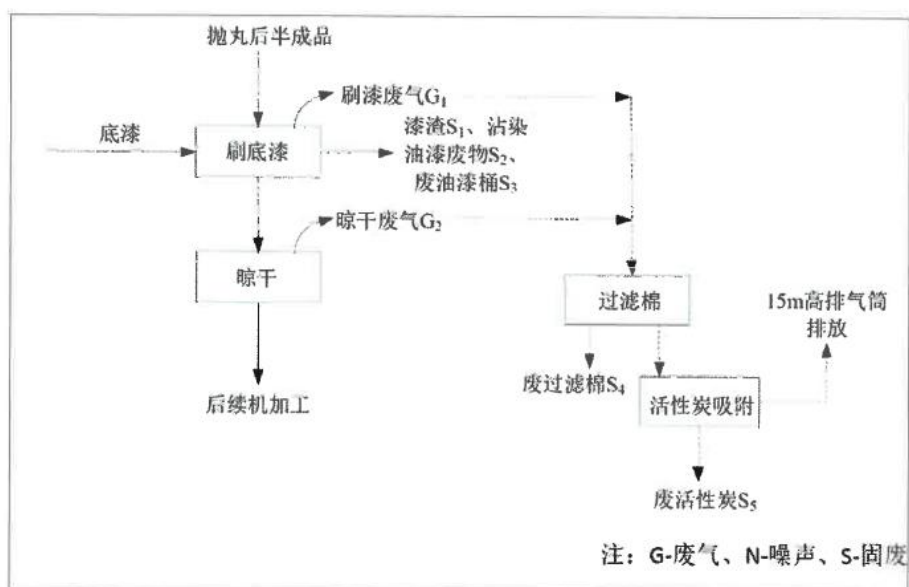 抛丸后半成品
刷漆废气G₁
底漆
刷底漆
漆渣S₁、沾染
油漆废物S₂、
废油漆桶S₃
晾干废气G₂
晾干
过滤棉
15m高排气筒
排放
后续机加工
废过滤棉S₄
活性炭吸附
废活性炭S₅
注：G-废气、N-噪声、S-固废